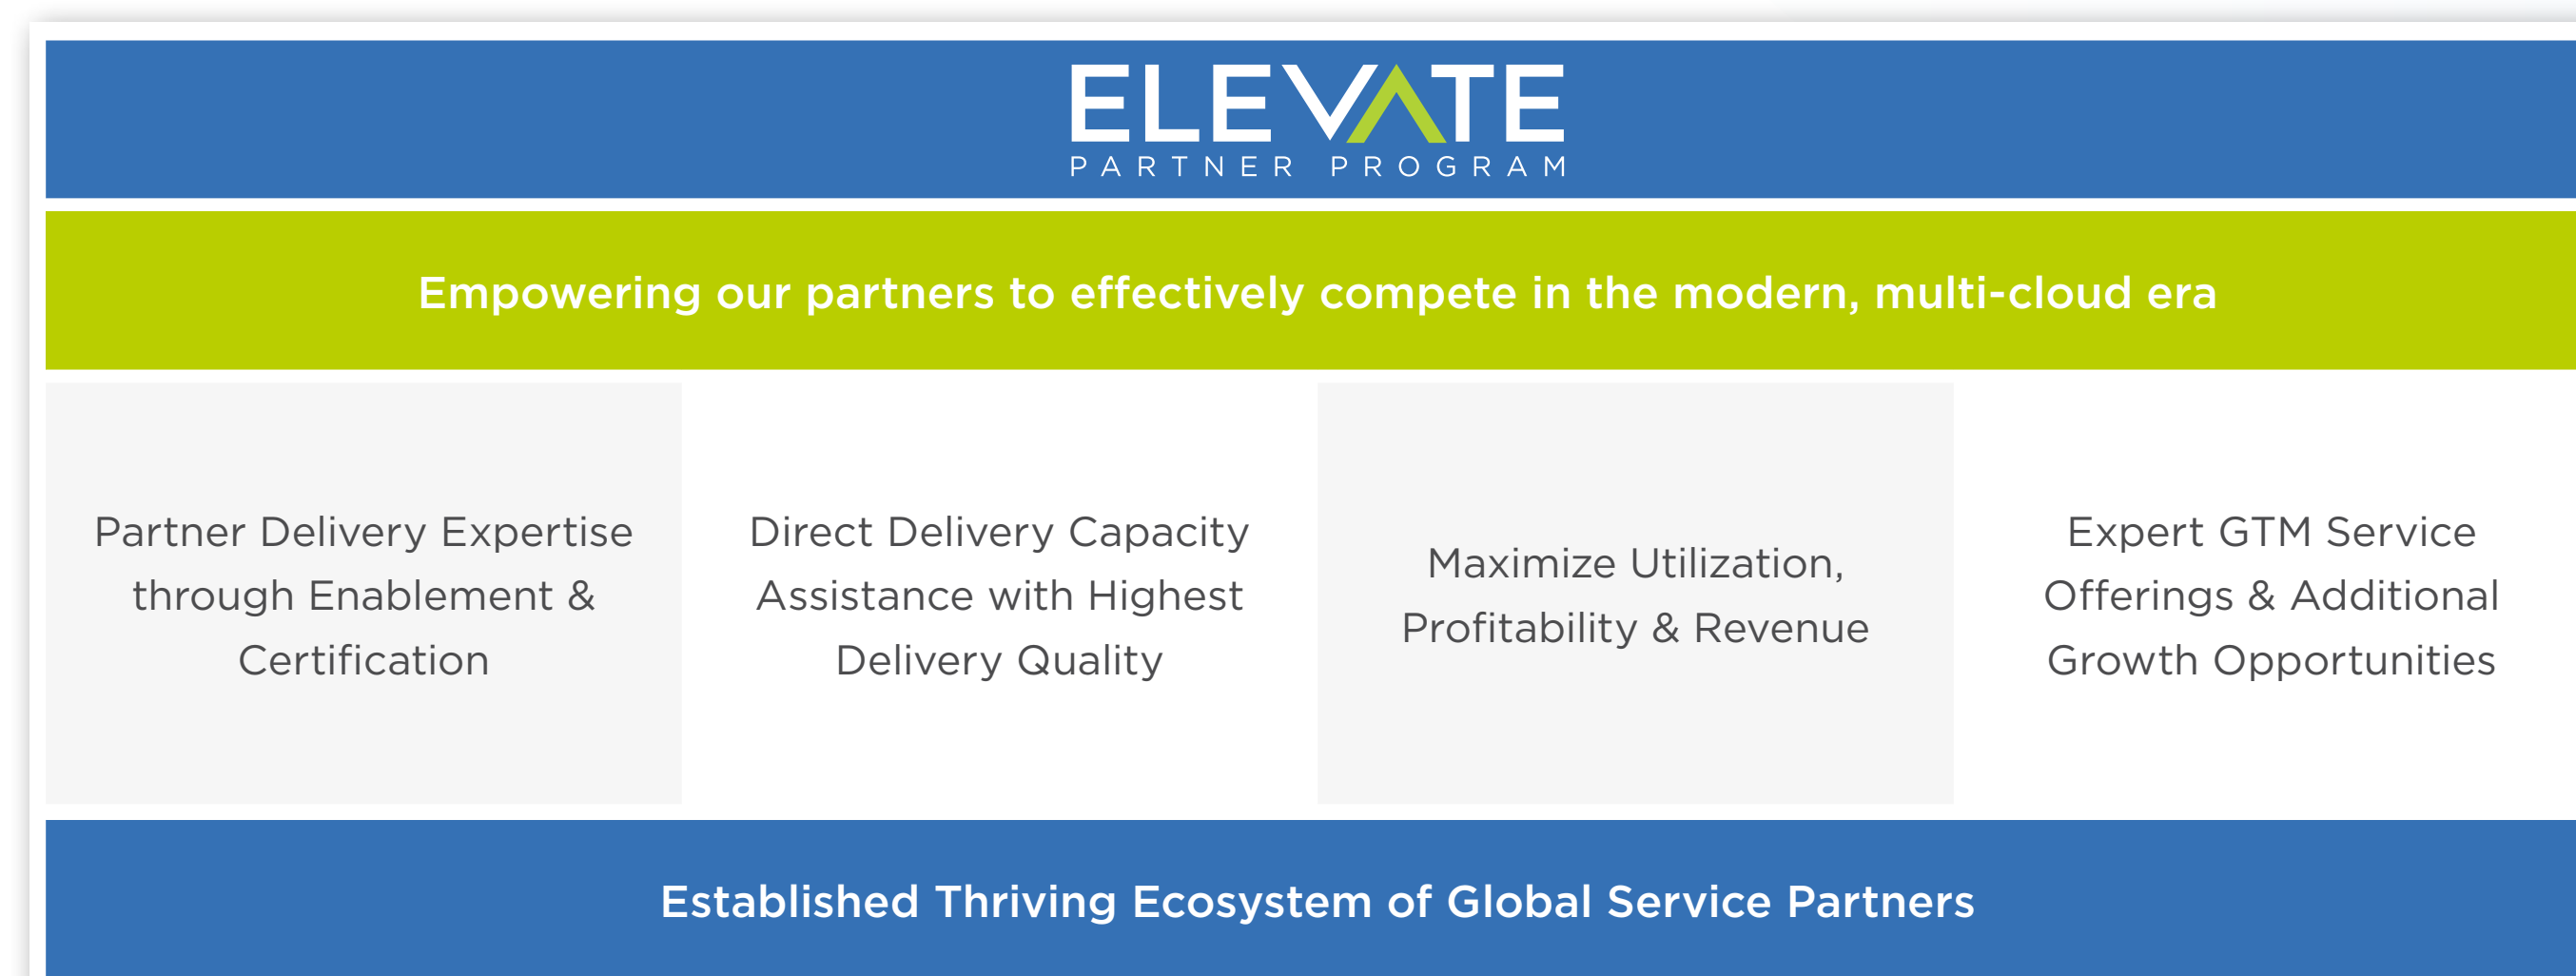 ELEVATE
PARTNER PROGRAM
Empowering our partners to effectively compete in the modern, multi-cloud era
Partner Delivery Expertise
through Enablement &
Certification
Direct Delivery Capacity
Assistance with Highest
Delivery Quality
Maximize Utilization,
Profitability & Revenue
Expert GTM Service
Offerings & Additional
Growth Opportunities
Established Thriving Ecosystem of Global Service Partners